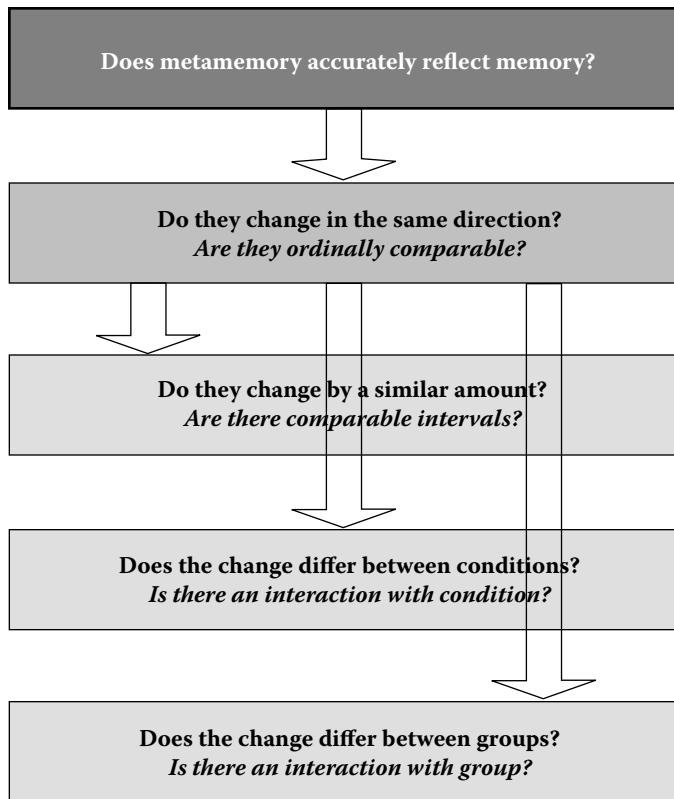 Does metamemory accurately reflect memory?
Do they change in the same direction?
Are they ordinally comparable?
Do they change by a similar amount?
Are there comparable intervals?
Does the change differ between conditions?
Is there an interaction with condition?
Does the change differ between groups?
Is there an interaction with group?